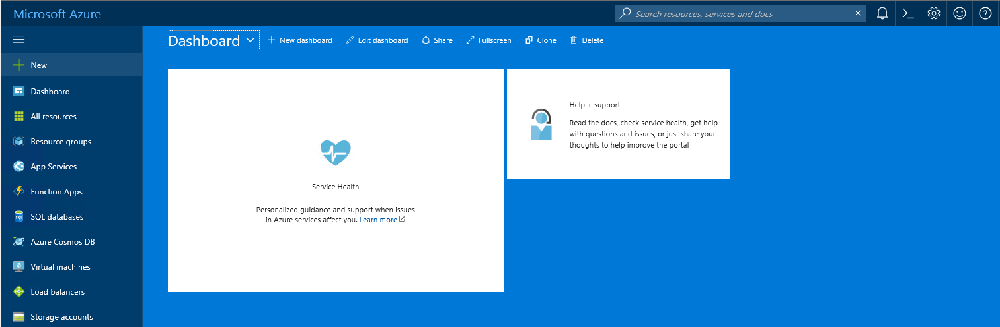 Microsoft Azure
Search resources, services and docs
Dashboard
New dashboard
Edit dashboard
Share
Fullscreen
Clone
Delete
New
Dashboard
All resources
Resource groups
App Services
Function Apps
SQL databases
Azure Cosmos DB
Virtual machines
Load balancers
Storage accounts
Service Health
Personalized guidance and support when issues
in Azure services affect you. Learn more
Help + support
Read the docs, check service health, get help
with questions and issues, or just share your
thoughts to help improve the portal